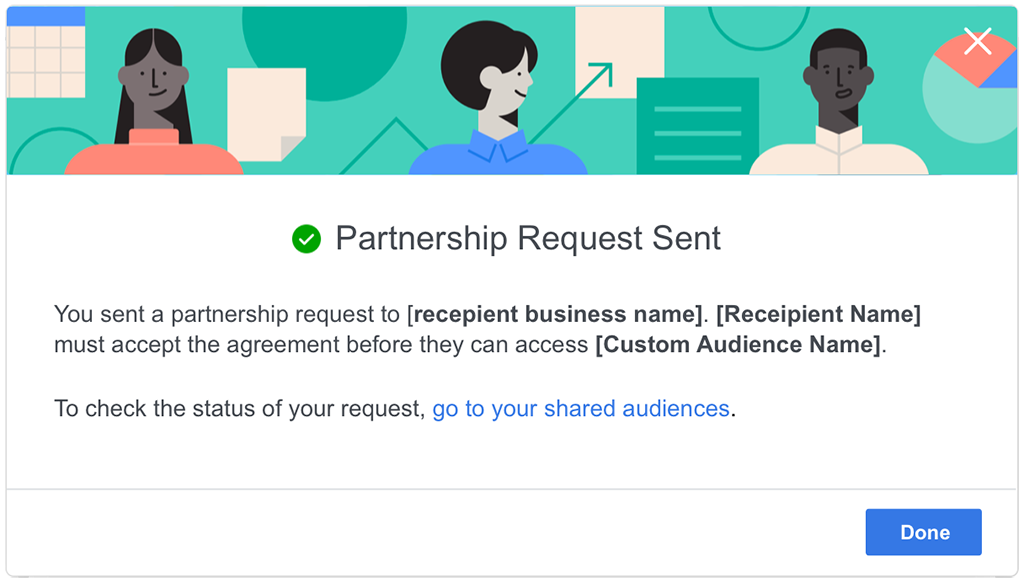 Partnership Request Sent
You sent a partnership request to [recepient business name]. [Receipient Name]
must accept the agreement before they can access [Custom Audience Name].
To check the status of your request, go to your shared audiences.
Done